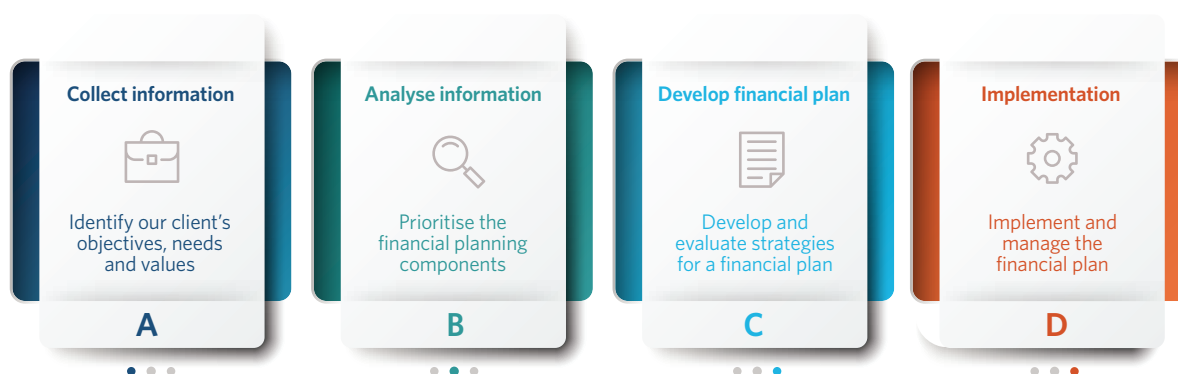 Collect information
Identify our client's
objectives, needs
and values
A
Analyse information
Prioritise the
financial planning
components
B
Develop financial plan
Develop and
evaluate strategies
for a financial plan
C
Implementation
Implement and
manage the
financial plan
D